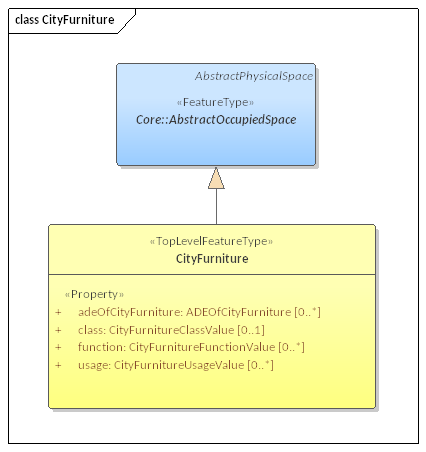 class CityFurniture
AbstractPhysicalSpace
«FeatureType»
Core::AbstractOccupiedSpace
«TopLevelFeatureType»
CityFurniture
«Property»
+ adeOfCityFurniture: ADEOfCityFurniture [0..*]
+ class: CityFurnitureClassValue [0..1]
+ function: CityFurnitureFunctionValue [0..*]
+ usage: CityFurnitureUsageValue [0..*]